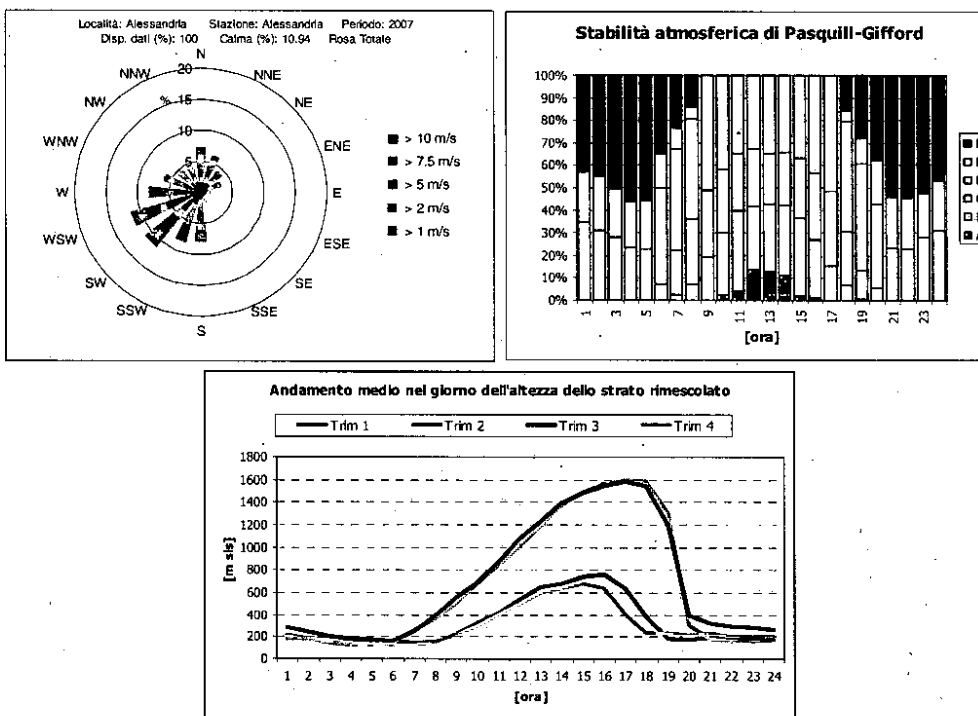 Località: Alessandria Stazione: Alessandria Periodo: 2007
Disp. dati (%): 100 Calma (%): 10.94 Rosa Totale
N
NNW 20 NNE
NW % 15 NE
WNW 10 ENE
5
W E
WSW ESE
SW SE
SSW SSE
S
> 10 m/s
> 7.5 m/s
> 5 m/s
> 2 m/s
> 1 m/s
Stabilità atmosferica di Pasquill-Gifford
100%
90%
80%
70%
60%
50%
40%
30%
20%
10%
0%
1 3 5 7 9 11 13 15 17 19 21 23
[ora]
Andamento medio nel giorno dell'altezza dello strato rimescolato
Trim 1 Trim 2 Trim 3 Trim 4
1800
1600
1400
1200
1000
800
600
400
200
0
[m sls]
1 2 3 4 5 6 7 8 9 10 11 12 13 14 15 16 17 18 19 20 21 22 23 24
[ora]